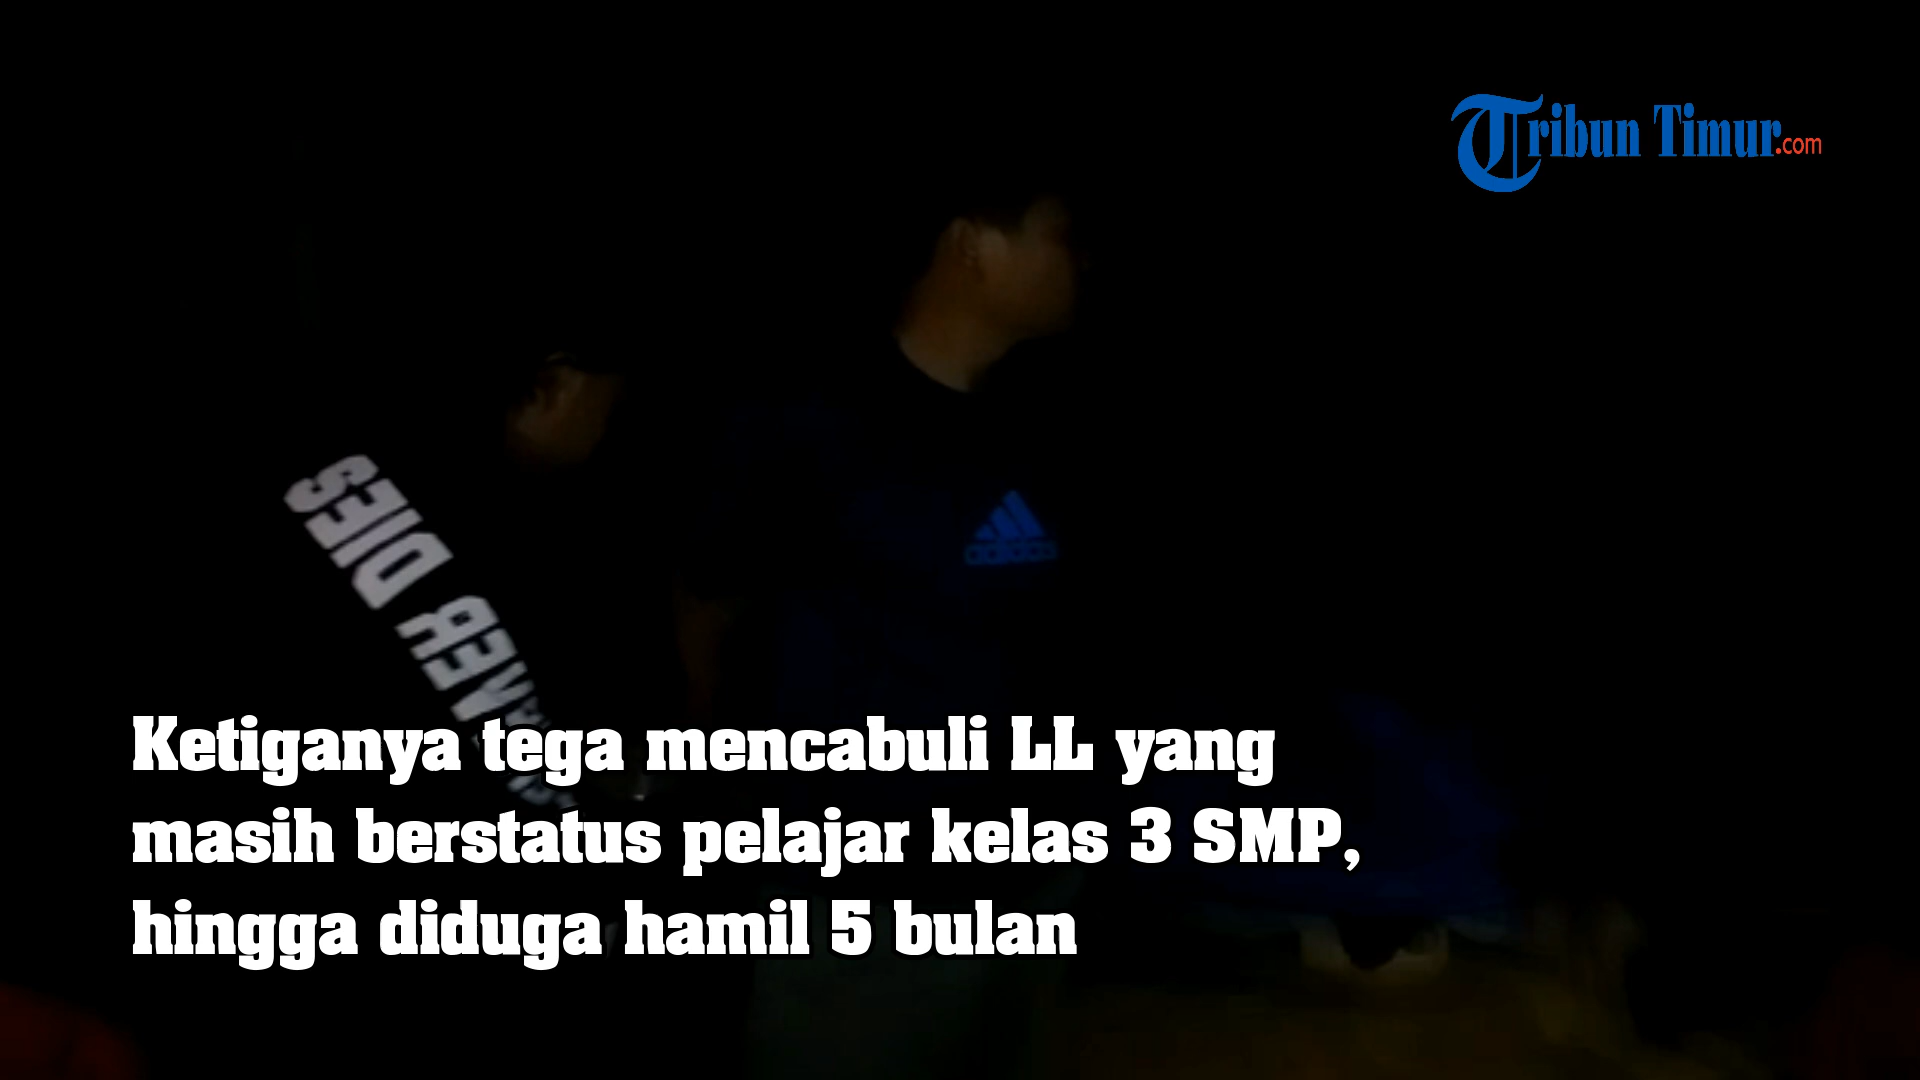 Tribun Timur.com
DIES
adidas
Ketiganya tega mencabuli LL yang
masih berstatus pelajar kelas 3 SMP,
hingga diduga hamil 5 bulan